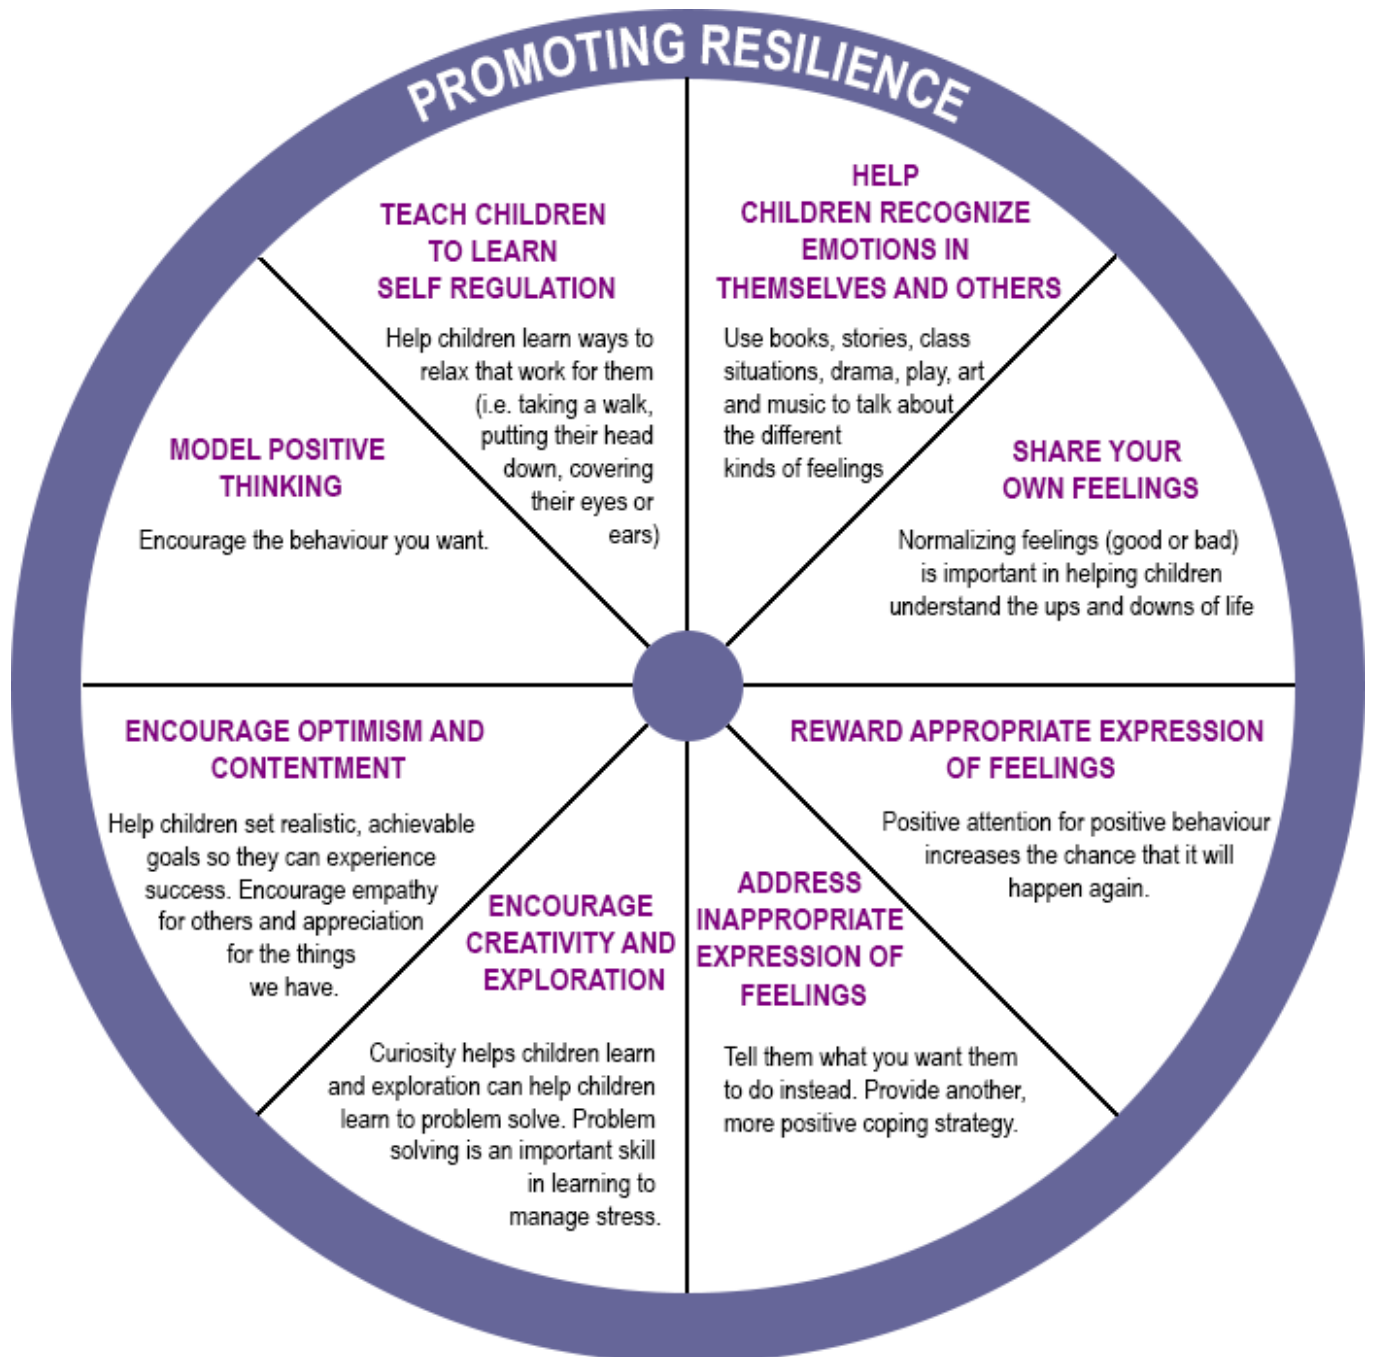 PROMOTING RESILIENCE
HELP
CHILDREN RECOGNIZE
EMOTIONS IN
THEMSELVES AND OTHERS
Use books, stories, class
situations, drama, play, art
and music to talk about
the different
kinds of feelings
SHARE YOUR
OWN FEELINGS
Normalizing feelings (good or bad)
is important in helping children
understand the ups and downs of life
REWARD APPROPRIATE EXPRESSION
OF FEELINGS
Positive attention for positive behaviour
increases the chance that it will
happen again.
ADDRESS
INAPPROPRIATE
EXPRESSION OF
FEELINGS
Tell them what you want them
to do instead. Provide another,
more positive coping strategy.
ENCOURAGE
CREATIVITY AND
EXPLORATION
Curiosity helps children learn
and exploration can help children
learn to problem solve. Problem
solving is an important skill
in learning to
manage stress.
ENCOURAGE OPTIMISM AND
CONTENTMENT
Help children set realistic, achievable
goals so they can experience
success. Encourage empathy
for others and appreciation
for the things
we have.
MODEL POSITIVE
THINKING
Encourage the behaviour you want.
TEACH CHILDREN
TO LEARN
SELF REGULATION
Help children learn ways to
relax that work for them
(i.e. taking a walk,
putting their head
down, covering
their eyes or
ears)